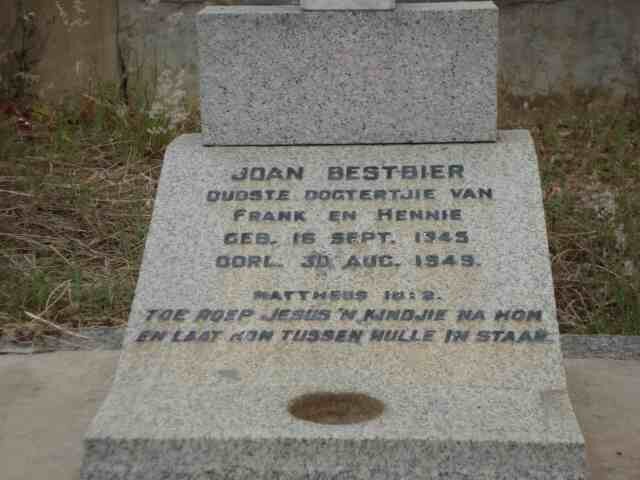 JOAN BESTBIER
OUDSTE DOGTERTJIE VAN
FRANK EN HENNIE
GEB. 16 SEPT. 1945
OORL. 30 AUG. 1949.
MATTHEUS 18:2.
TOE ROEP JESUS 'N KINDJIE NA HOM
EN LAAT HOM TUSSEN HULLE IN STAAN.